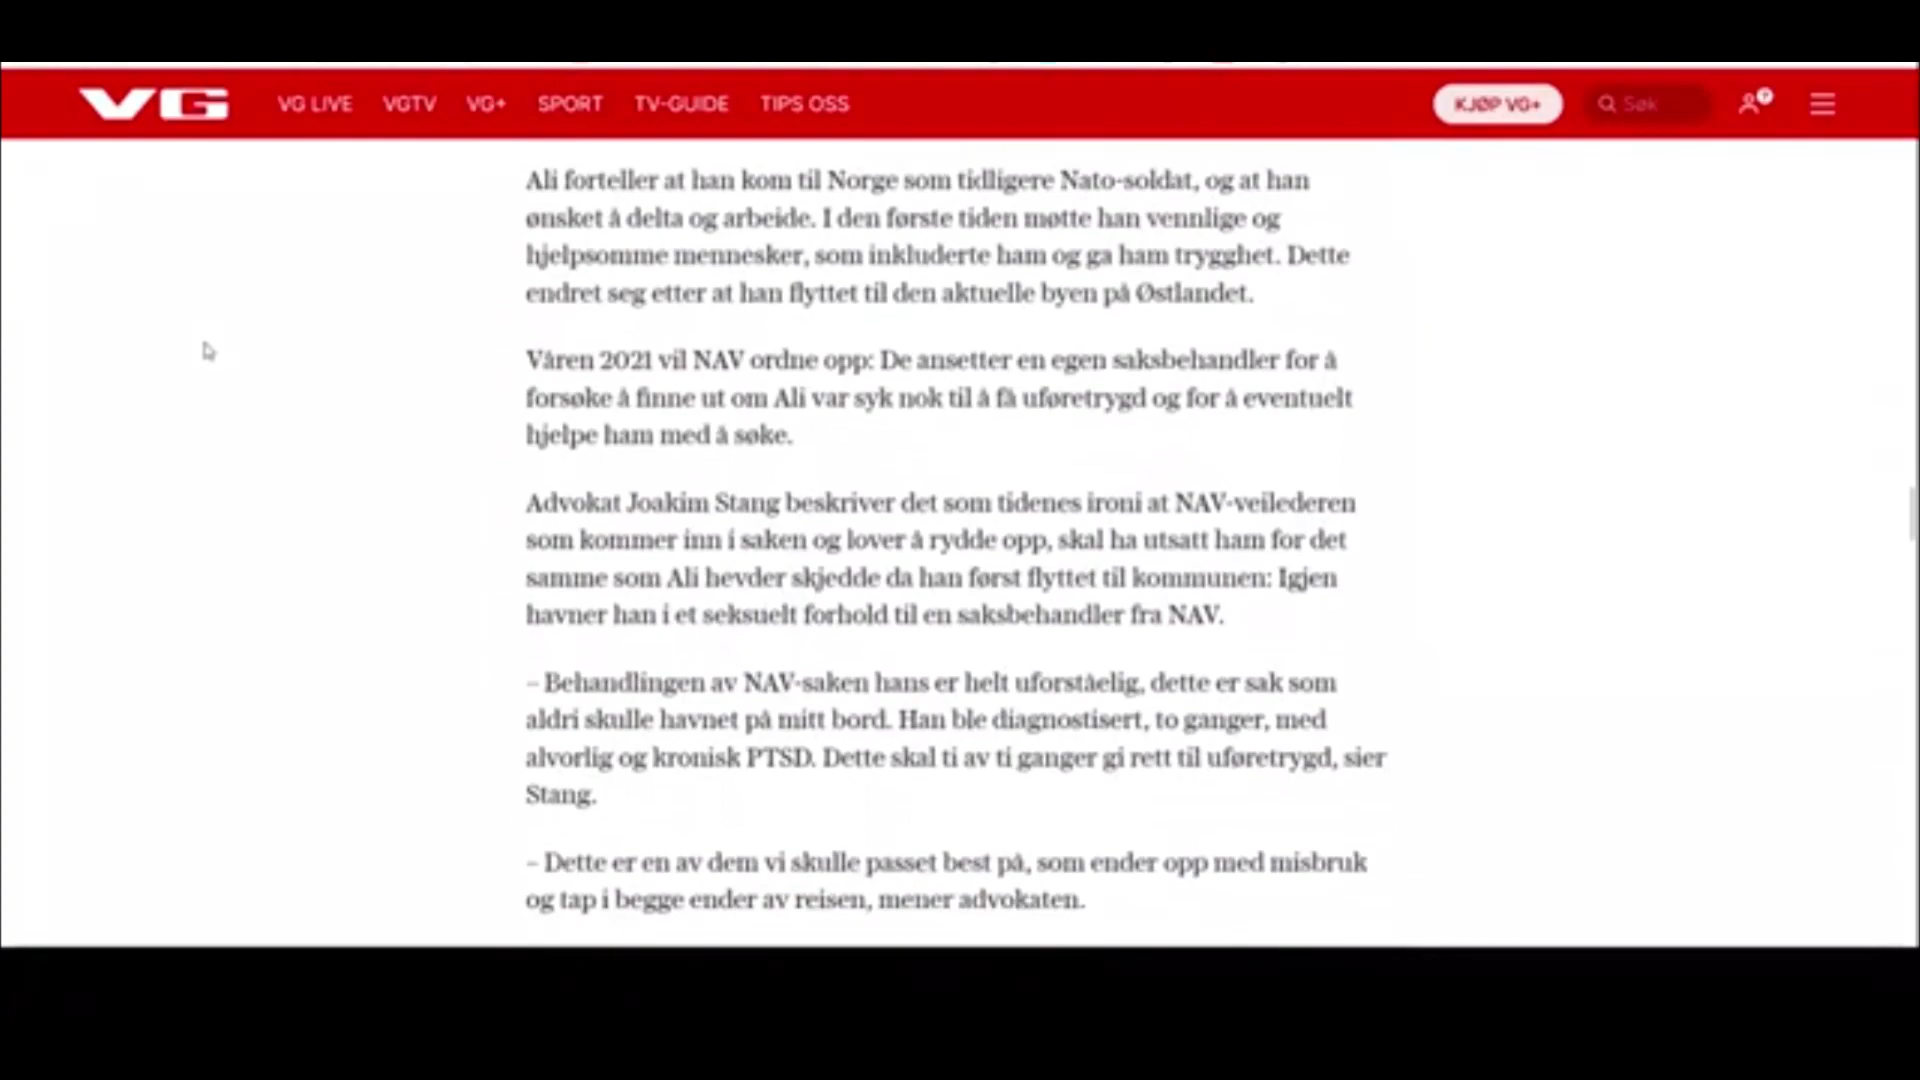 VG VG LIVE VGTV VG+ SPORT TV-GUIDE TIPS OSS KJØP VG+ Søk
Ali forteller at han kom til Norge som tidligere Nato-soldat, og at han
ønsket å delta og arbeide. I den første tiden møtte han vennlige og
hjelpsomme mennesker, som inkluderte ham og ga ham trygghet. Dette
endret seg etter at han flyttet til den aktuelle byen på Østlandet.
Våren 2021 vil NAV ordne opp: De ansetter en egen saksbehandler for å
forsøke å finne ut om Ali var syk nok til å få uføretrygd og for å eventuelt
hjelpe ham med å søke.
Advokat Joakim Stang beskriver det som tidenes ironi at NAV-veilederen
som kommer inn i saken og lover å rydde opp, skal ha utsatt ham for det
samme som Ali hevder skjedde da han først flyttet til kommunen: Igjen
havner han i et seksuelt forhold til en saksbehandler fra NAV.
– Behandlingen av NAV-saken hans er helt uforståelig, dette er sak som
aldri skulle havnet på mitt bord. Han ble diagnostisert, to ganger, med
alvorlig og kronisk PTSD. Dette skal ti av ti ganger gi rett til uføretrygd, sier
Stang.
– Dette er en av dem vi skulle passet best på, som ender opp med misbruk
og tap i begge ender av reisen, mener advokaten.